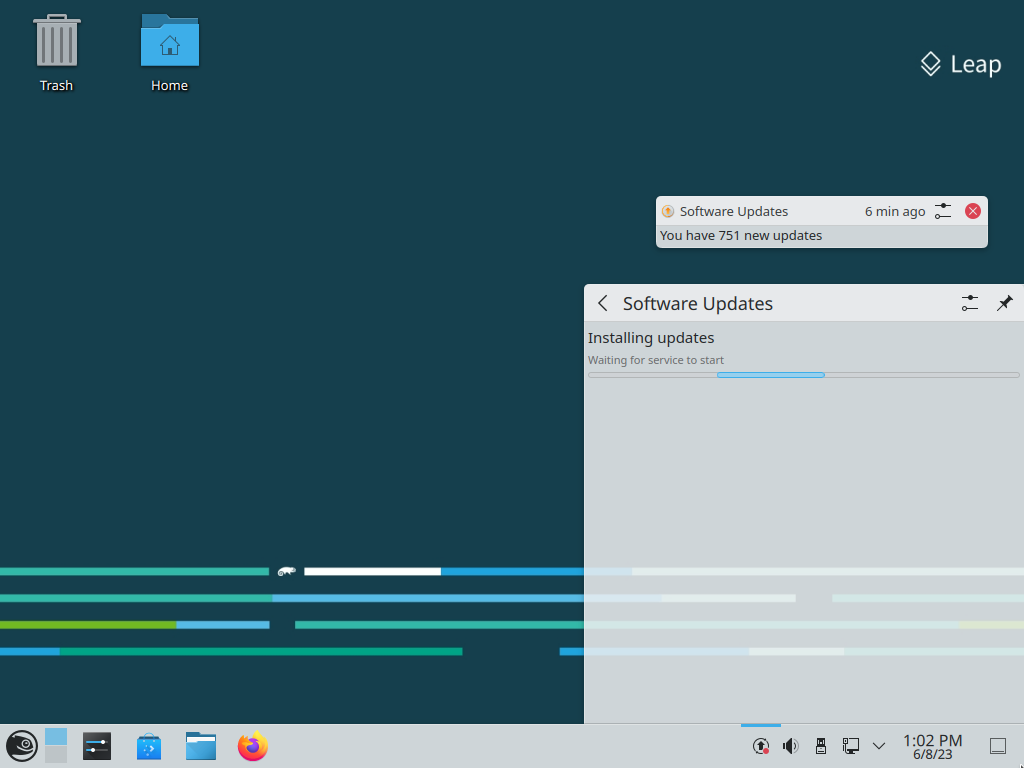 Trash
Home
Leap
Software Updates 6 min ago
You have 751 new updates
Software Updates
Installing updates
Waiting for service to start
1:02 PM
6/8/23